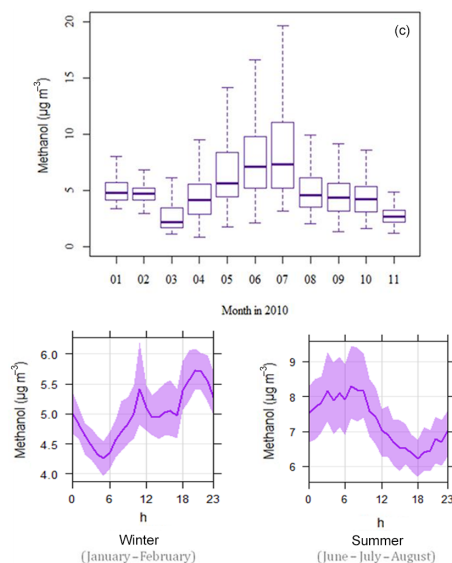 (c)
Methanol (µg m⁻³)
20
15
10
5
0
01 02 03 04 05 06 07 08 09 10 11
Month in 2010
Methanol (µg m⁻³)
6.0
5.5
5.0
4.5
4.0
0 6 12 18 23
h
Winter
(January – February)
Methanol (µg m⁻³)
9
8
7
6
0 6 12 18 23
h
Summer
(June – July – August)